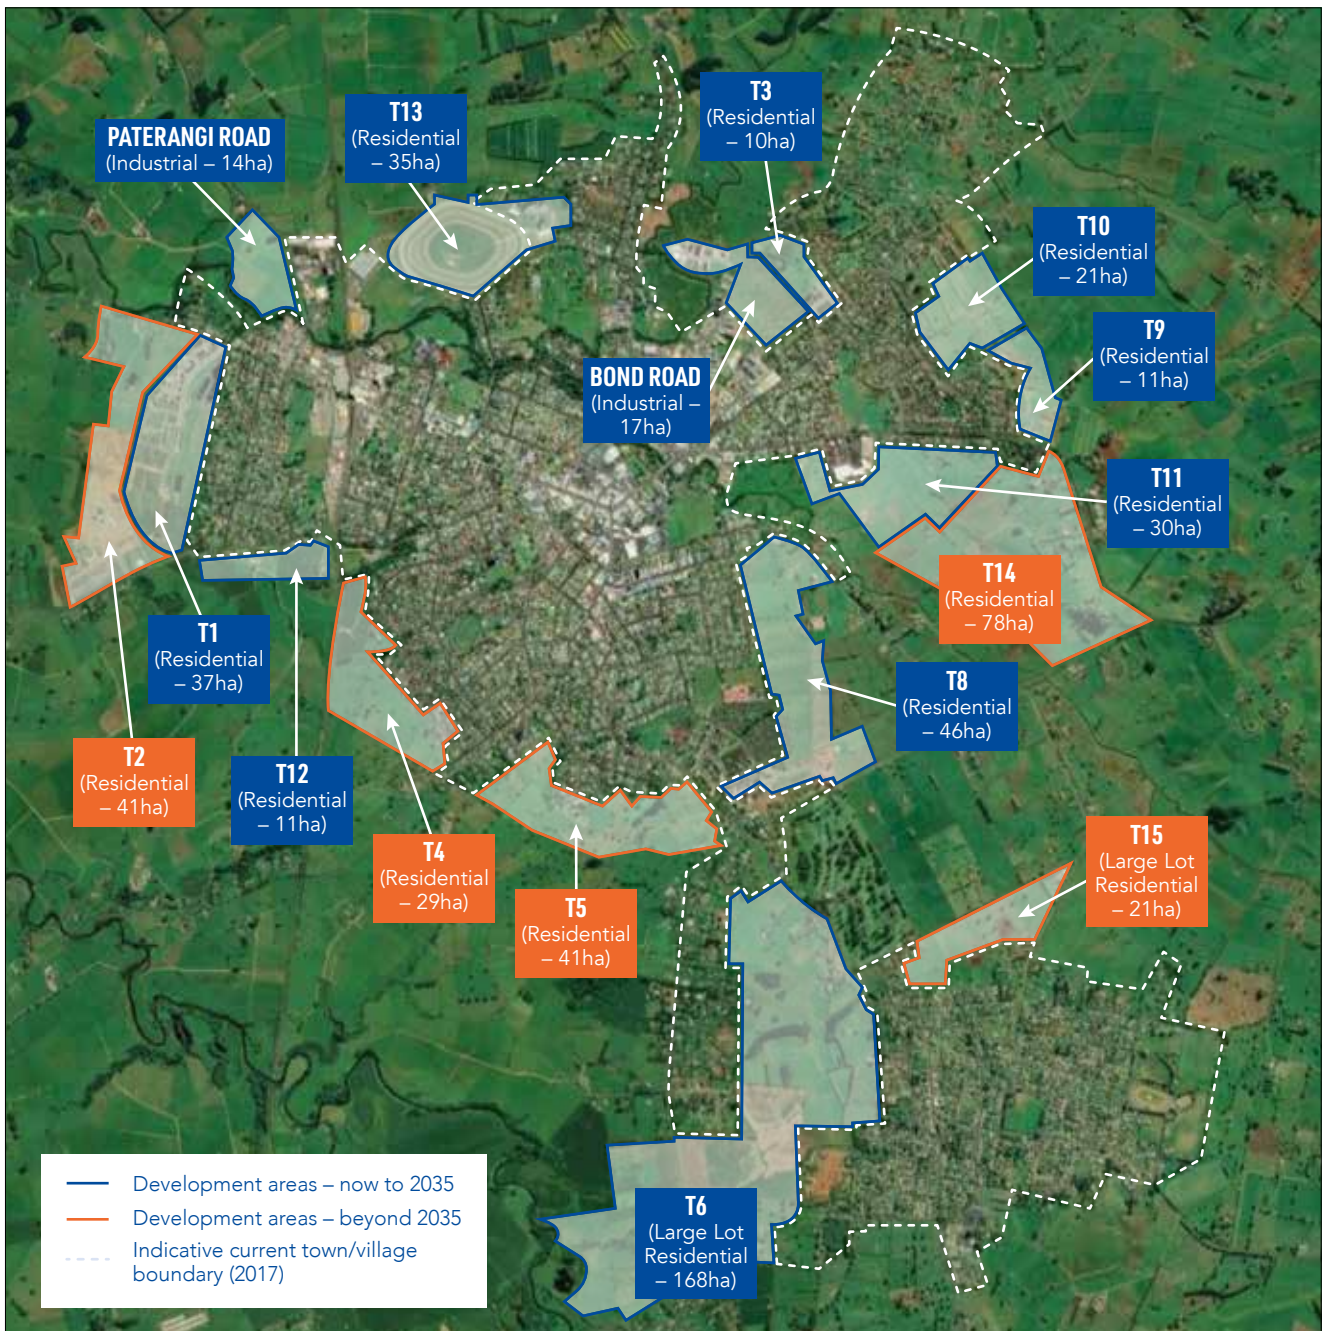 PATERANGI ROAD
(Industrial – 14ha)
T13
(Residential
– 35ha)
T3
(Residential
– 10ha)
T10
(Residential
– 21ha)
T9
(Residential
– 11ha)
BOND ROAD
(Industrial –
17ha)
T11
(Residential
– 30ha)
T14
(Residential
– 78ha)
T1
(Residential
– 37ha)
T8
(Residential
– 46ha)
T2
(Residential
– 41ha)
T12
(Residential
– 11ha)
T4
(Residential
– 29ha)
T5
(Residential
– 41ha)
T15
(Large Lot
Residential
– 21ha)
T6
(Large Lot
Residential
– 168ha)
Development areas – now to 2035
Development areas – beyond 2035
Indicative current town/village
boundary (2017)